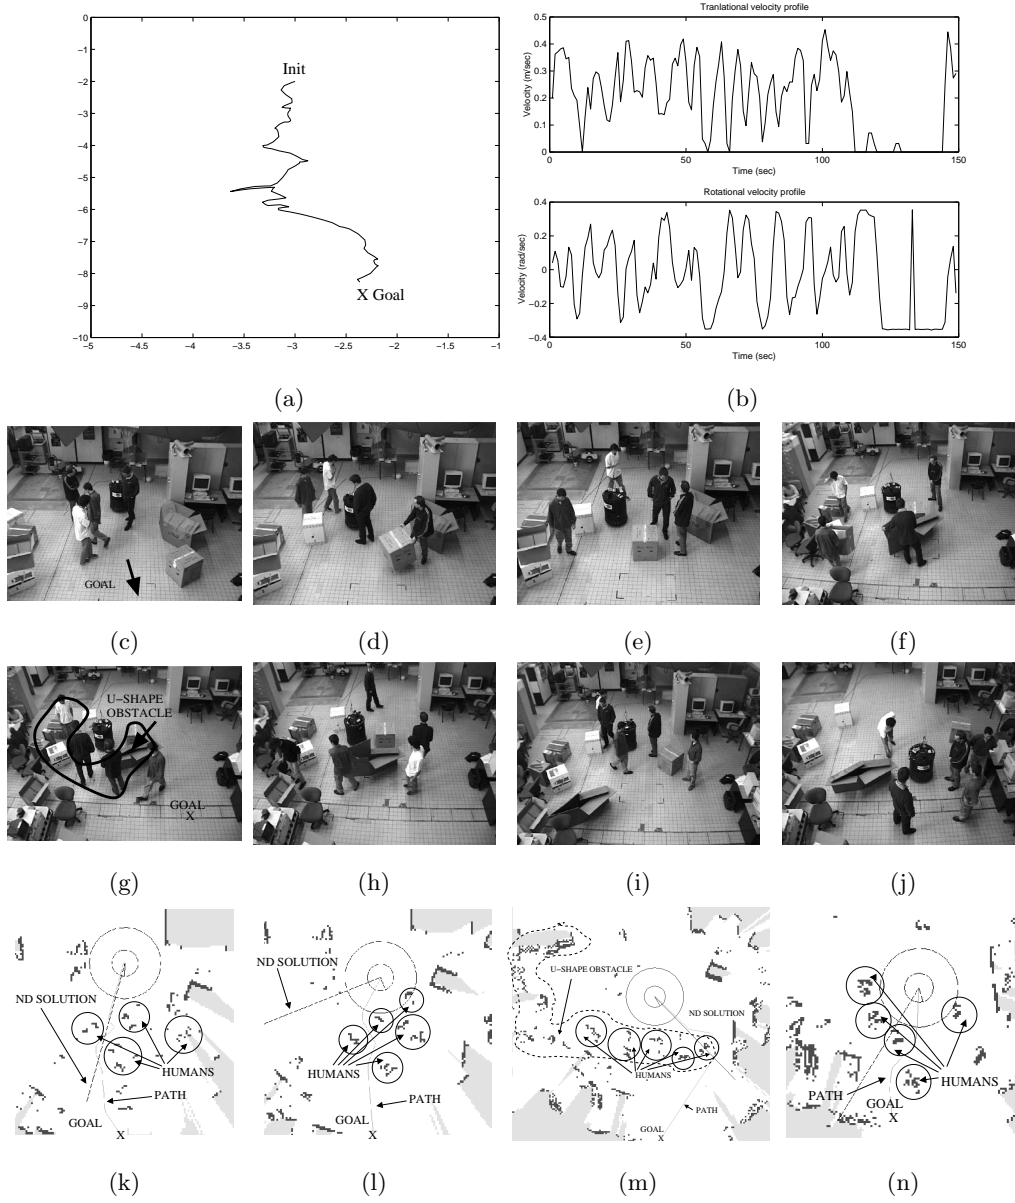 Tranlational velocity profile
0
−1
−2
−3
−4
−5
−6
−7
−8
−9
−10
−5
−4.5
−4
−3.5
−3
−2.5
−2
−1.5
−1
Init
X Goal
0.5
0.4
0.3
0.2
0.1
0
Velocity (m/sec)
0
50
100
150
Time (sec)
Rotational velocity profile
0.4
0.2
0
−0.2
−0.4
Velocity (rad/sec)
0
50
100
150
Time (sec)
(a)
(b)
GOAL
(c)
(d)
(e)
(f)
U−SHAPE
OBSTACLE
GOAL
X
(g)
(h)
(i)
(j)
ND SOLUTION
HUMANS
PATH
GOAL
X
ND SOLUTION
HUMANS
PATH
GOAL
X
U−SHAPE OBSTACLE
ND SOLUTION
HUMANS
PATH
GOAL
X
HUMANS
PATH
GOAL
X
(k)
(l)
(m)
(n)